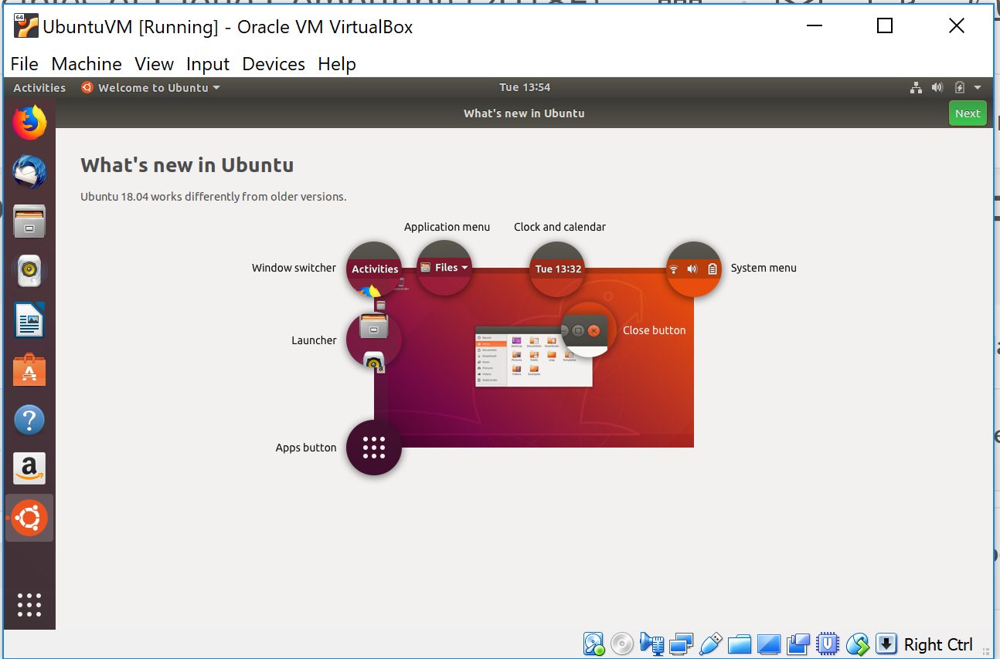 UbuntuVM [Running] - Oracle VM VirtualBox
File Machine View Input Devices Help
Activities Welcome to Ubuntu Tue 13:54
What's new in Ubuntu Next
What's new in Ubuntu
Ubuntu 18.04 works differently from older versions.
Application menu Clock and calendar
Window switcher Activities Files Tue 13:32 System menu
Launcher Close button
Apps button
Right Ctrl